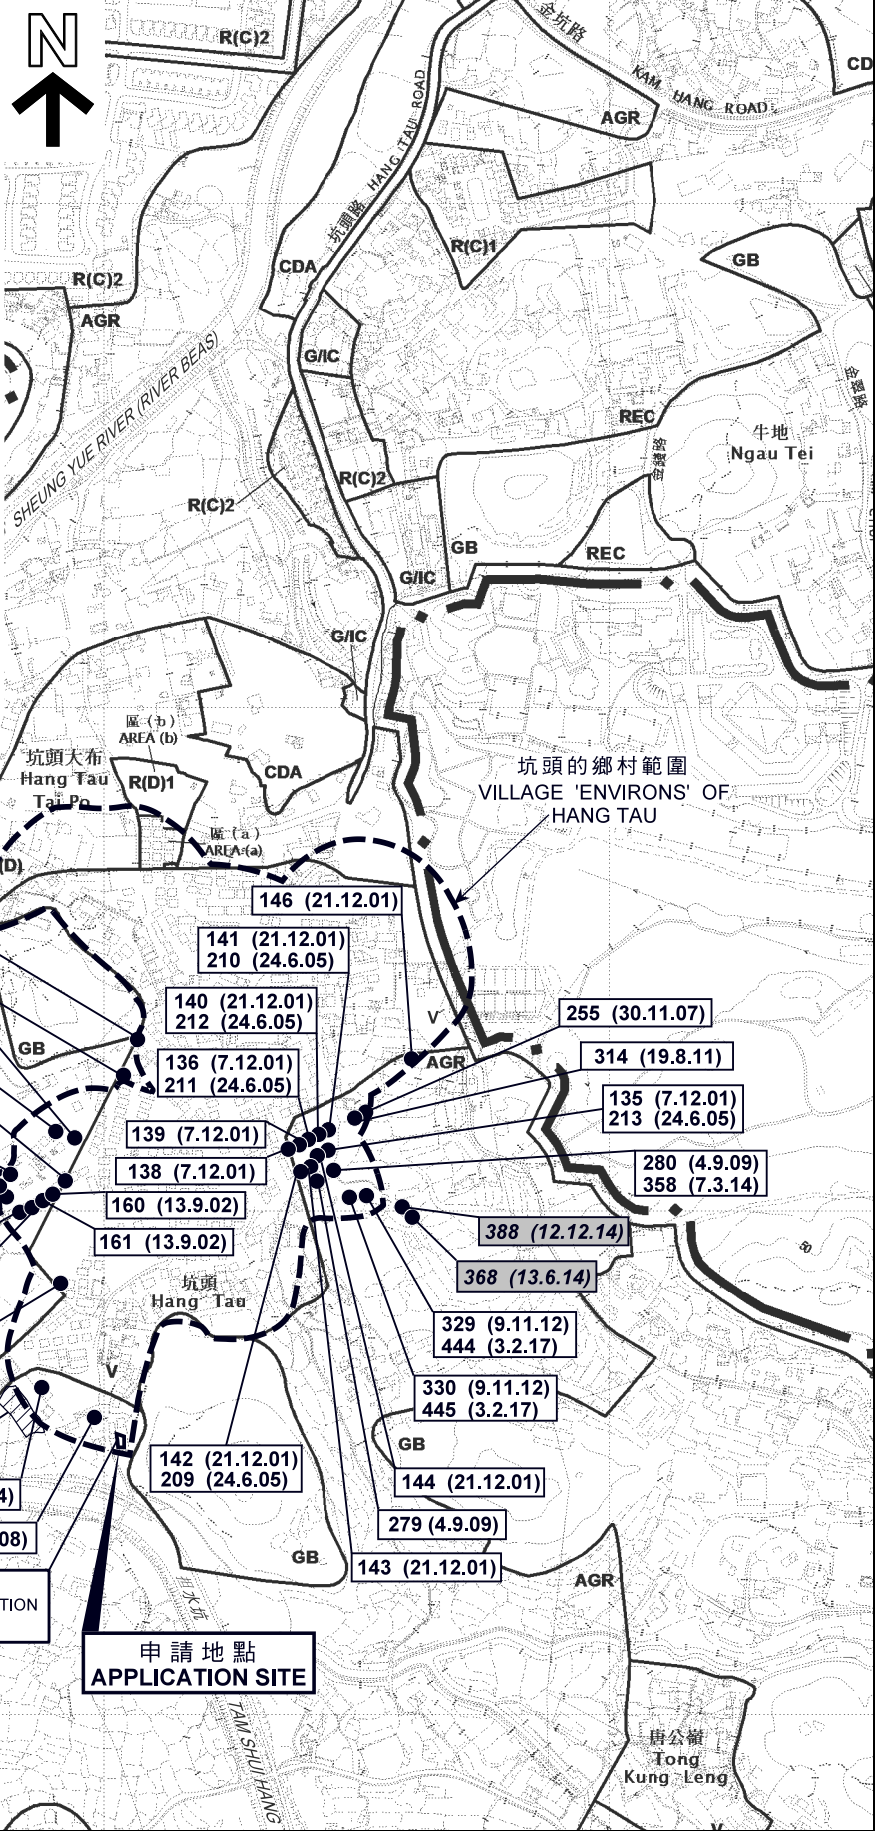 N
R(C)2
金坑路
KAM HANG ROAD
CD
AGR
坑頭路 HANG TAU ROAD
R(C)1
GB
CDA
R(C)2
AGR
SHEUNG YUE RIVER (RIVER BEAS)
G/IC
金翠路
REC
牛地
Ngau Tei
金錢路
R(C)2
R(C)2
GB
REC
G/IC
G/IC
區 (b)
AREA (b)
坑頭大布
Hang Tau
Tai Po
R(D)1
CDA
坑頭的鄉村範圍
VILLAGE 'ENVIRONS' OF
HANG TAU
區 (a)
AREA (a)
(D)
146 (21.12.01)
141 (21.12.01)
210 (24.6.05)
140 (21.12.01)
212 (24.6.05)
255 (30.11.07)
V
GB
AGR
314 (19.8.11)
136 (7.12.01)
211 (24.6.05)
135 (7.12.01)
213 (24.6.05)
139 (7.12.01)
138 (7.12.01)
280 (4.9.09)
358 (7.3.14)
160 (13.9.02)
161 (13.9.02)
388 (12.12.14)
50
368 (13.6.14)
坑頭
Hang Tau
329 (9.11.12)
444 (3.2.17)
V
330 (9.11.12)
445 (3.2.17)
GB
142 (21.12.01)
209 (24.6.05)
144 (21.12.01)
4)
279 (4.9.09)
08)
GB
143 (21.12.01)
AGR
TION
申請地點
APPLICATION SITE
TAM SHUI HANG
唐公嶺
Tong
Kung Leng
V